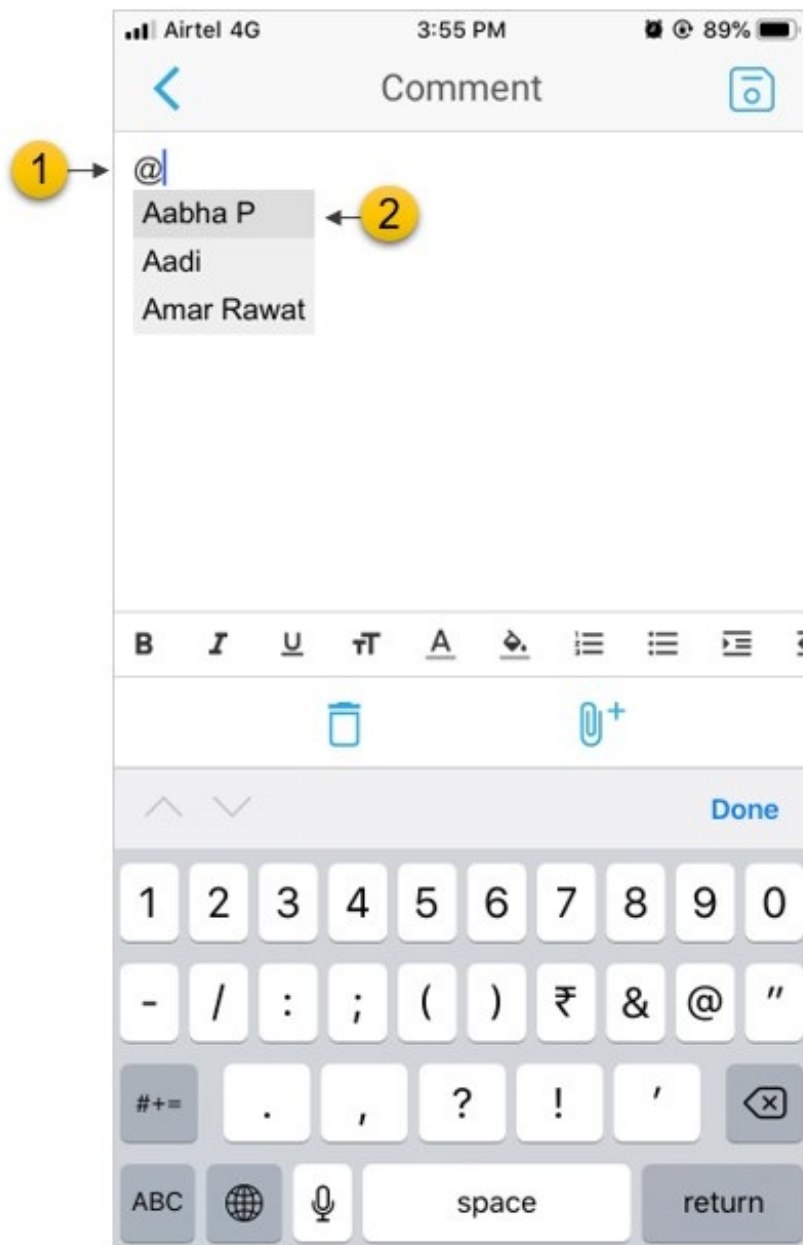 Airtel 4G 3:55 PM 89%
Comment
1 @
Aabha P 2
Aadi
Amar Rawat
B I U TT A
Done
1 2 3 4 5 6 7 8 9 0
- / : ; ( ) ₹ & @ "
#+= . , ? ! '
ABC space return